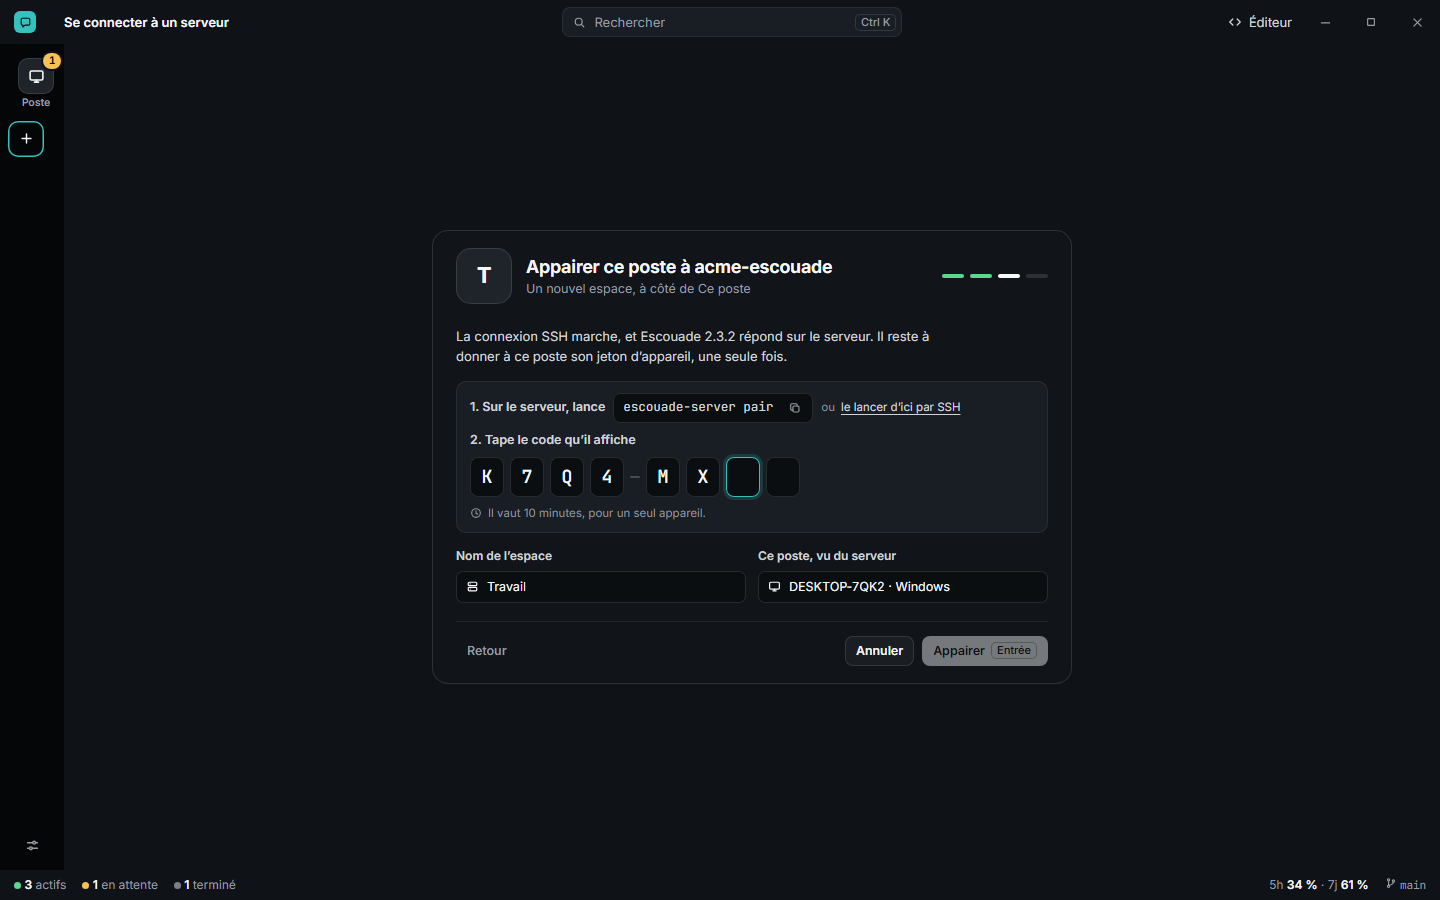 Se connecter à un serveur
Rechercher
Ctrl K
Éditeur
1
Poste
T
Appairer ce poste à acme-escouade
Un nouvel espace, à côté de Ce poste
La connexion SSH marche, et Escouade 2.3.2 répond sur le serveur. Il reste à
donner à ce poste son jeton d’appareil, une seule fois.
1. Sur le serveur, lance escouade-server pair ou le lancer d’ici par SSH
2. Tape le code qu’il affiche
K 7 Q 4 – M X
Il vaut 10 minutes, pour un seul appareil.
Nom de l’espace
Travail
Ce poste, vu du serveur
DESKTOP-7QK2 · Windows
Retour
Annuler
Appairer Entrée
3 actifs 1 en attente 1 terminé
5h 34 % · 7j 61 % main